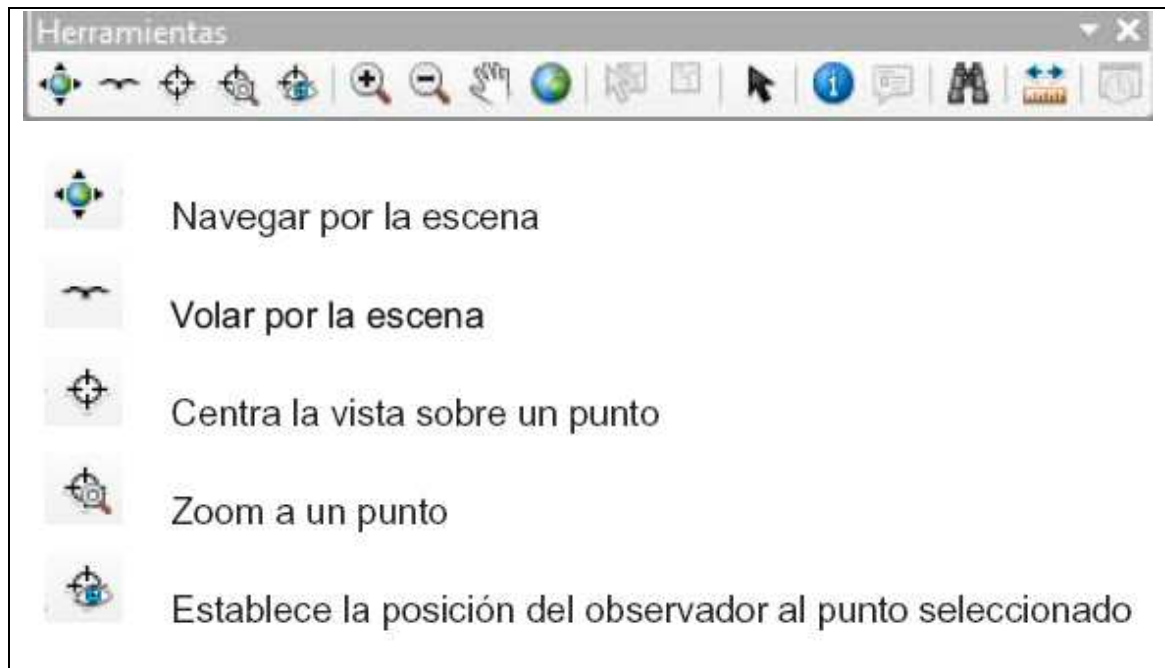 Herramientas
Navegar por la escena
Volar por la escena
Centra la vista sobre un punto
Zoom a un punto
Establece la posición del observador al punto seleccionado